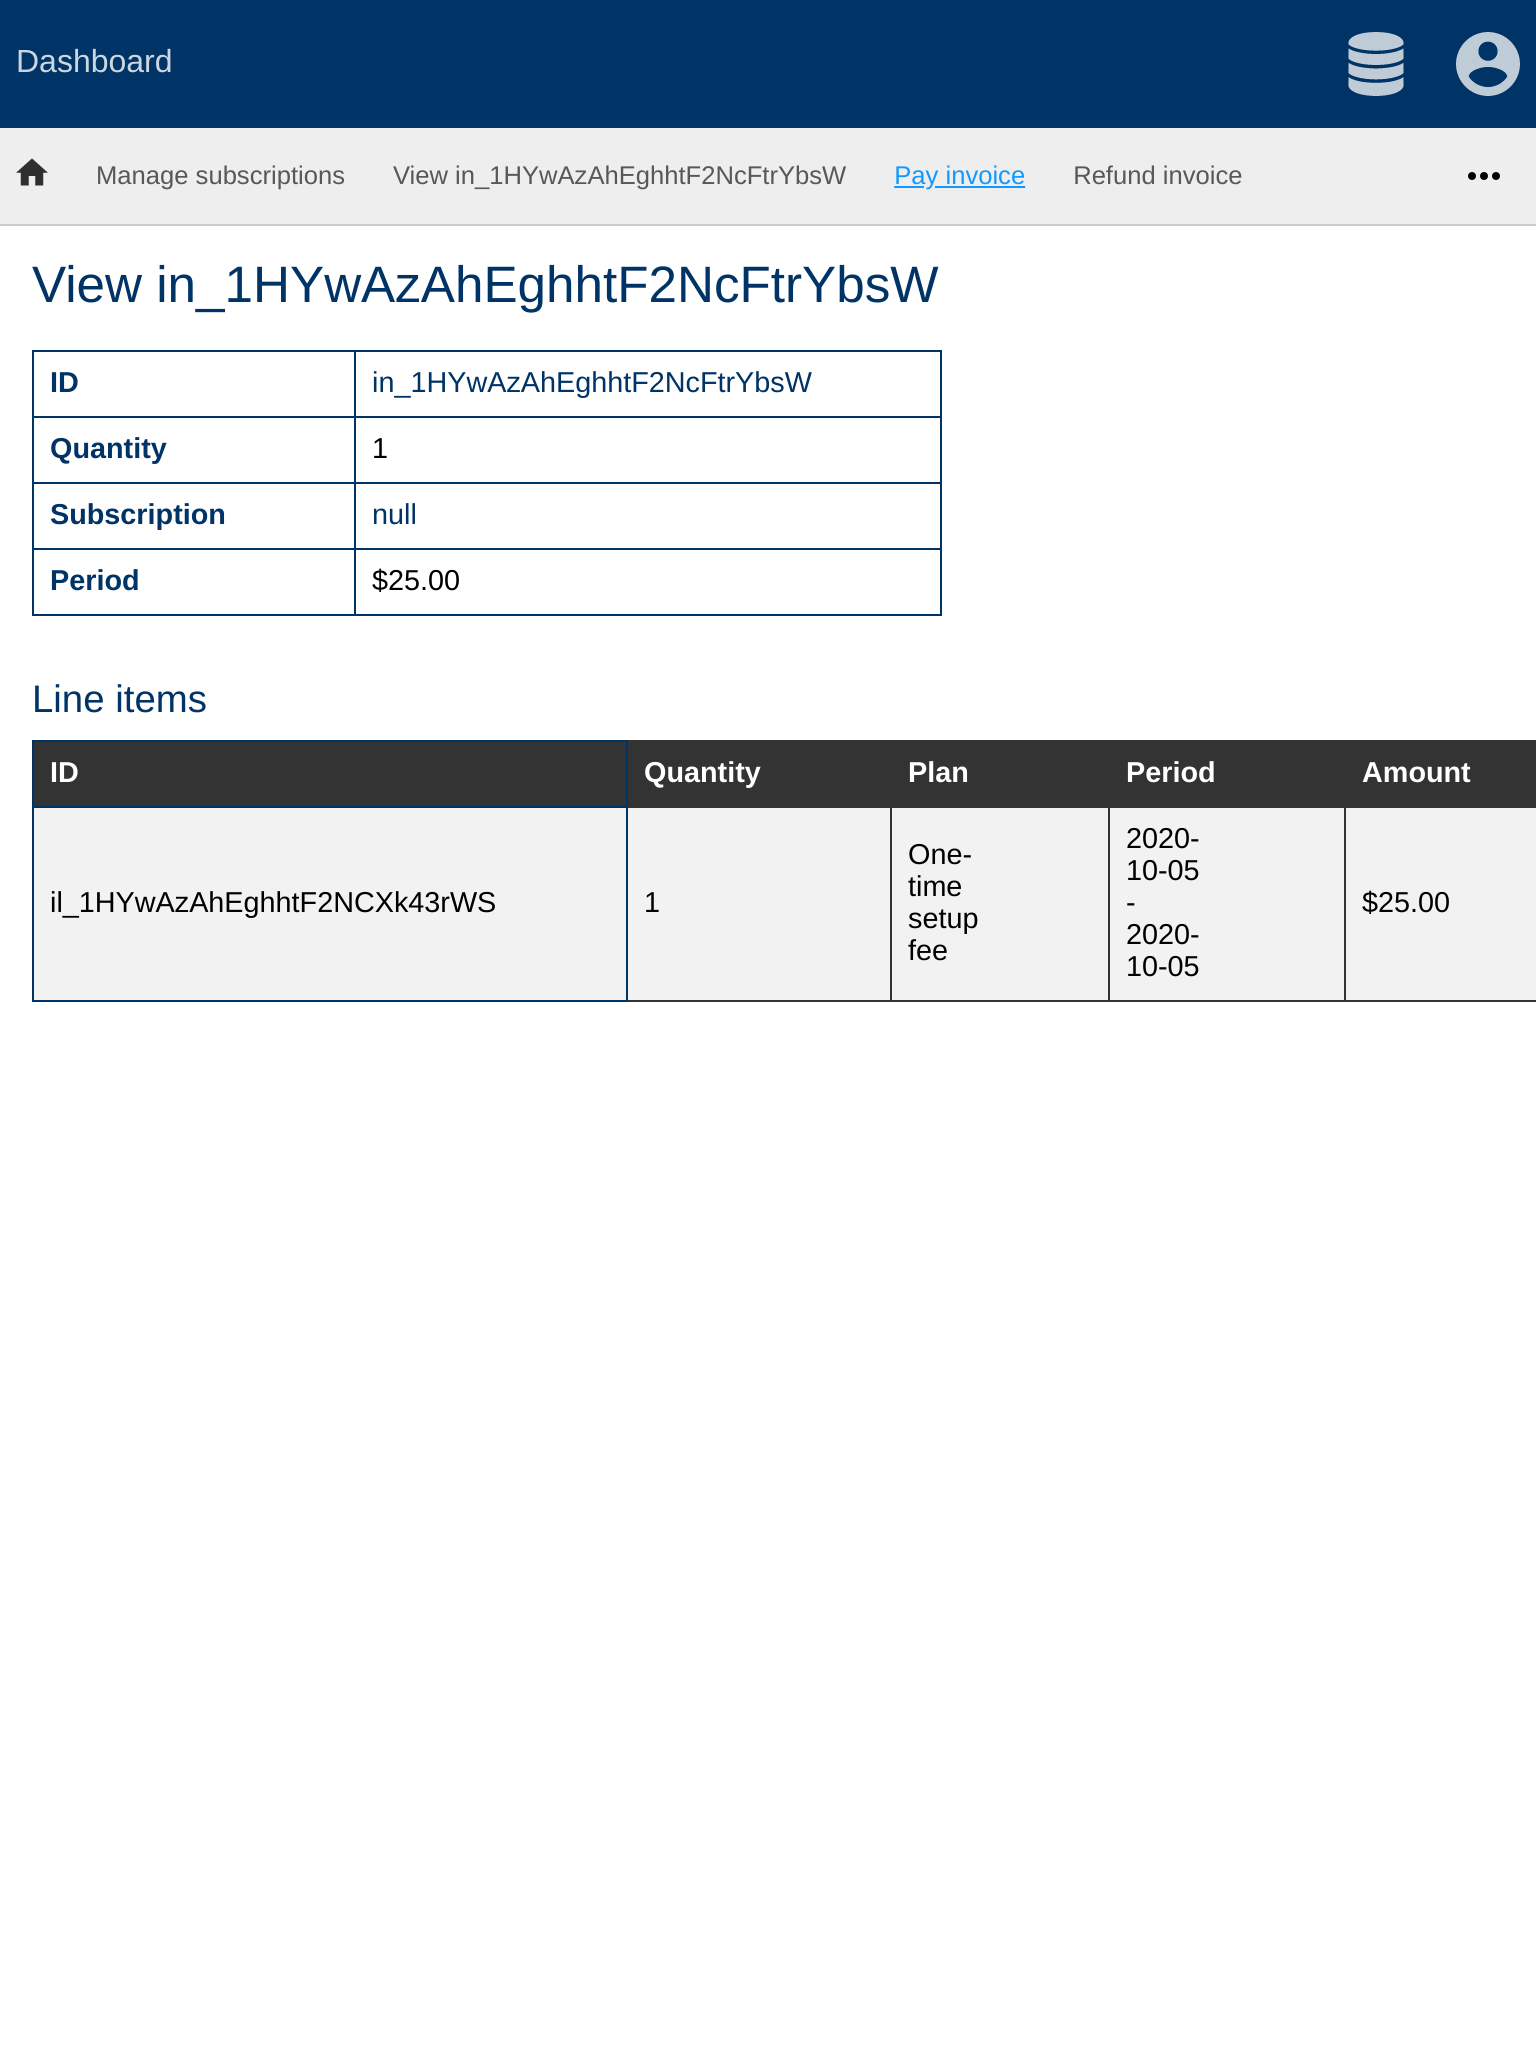 Dashboard
Manage subscriptions View in_1HYwAzAhEghhtF2NcFtrYbsW Pay invoice Refund invoice
View in_1HYwAzAhEghhtF2NcFtrYbsW
ID in_1HYwAzAhEghhtF2NcFtrYbsW
Quantity 1
Subscription null
Period $25.00
Line items
ID Quantity Plan Period Amount
il_1HYwAzAhEghhtF2NCXk43rWS 1 One-time setup fee 2020-10-05 - 2020-10-05 $25.00